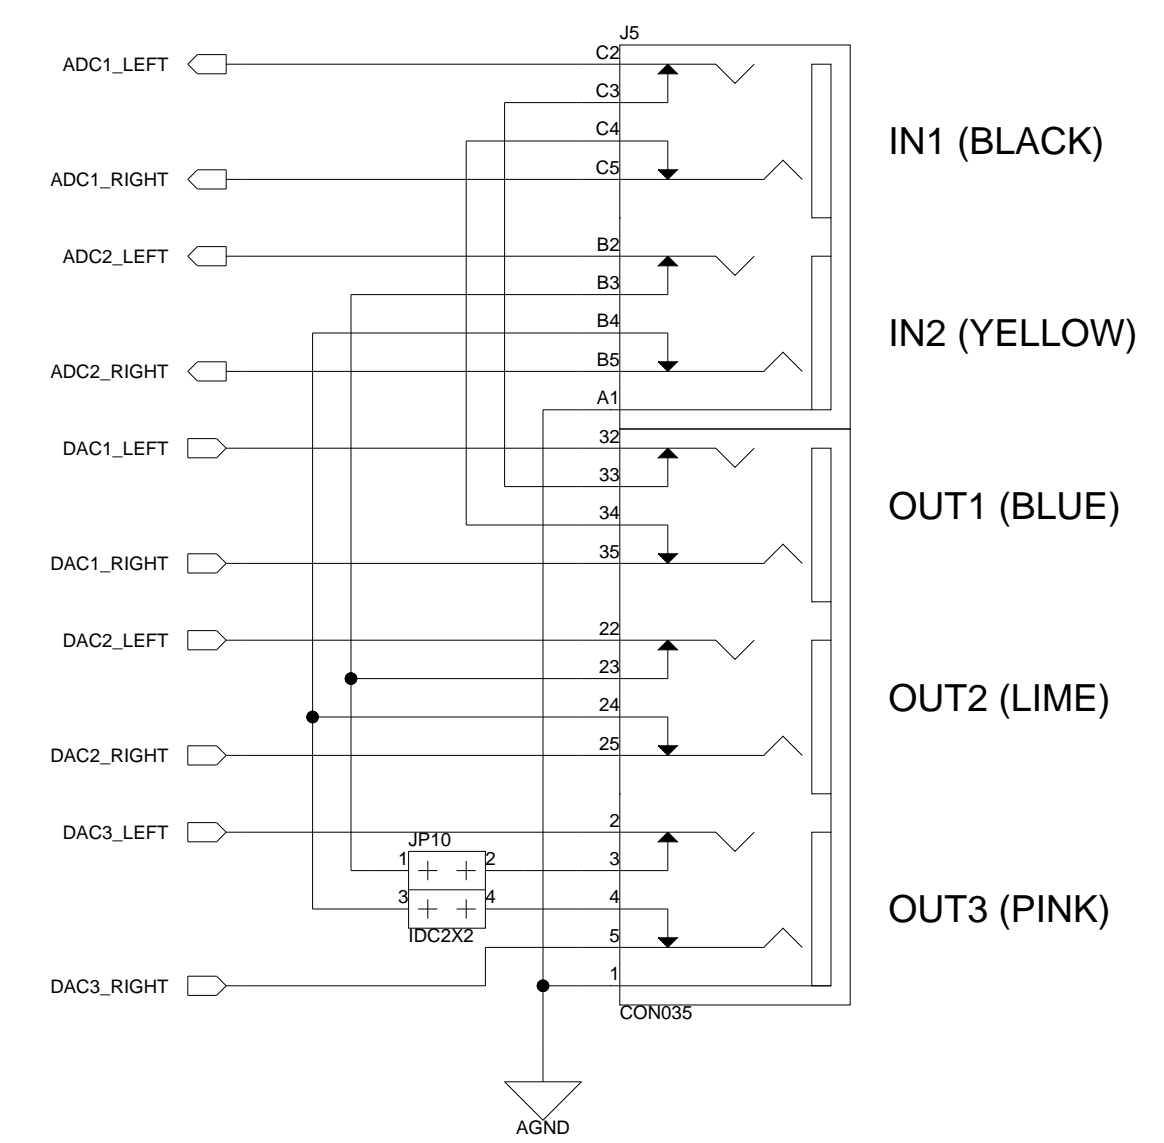 J5
ADC1_LEFT
C2
C3
C4
IN1 (BLACK)
ADC1_RIGHT
C5
ADC2_LEFT
B2
B3
B4
IN2 (YELLOW)
ADC2_RIGHT
B5
A1
DAC1_LEFT
32
33
OUT1 (BLUE)
34
DAC1_RIGHT
35
DAC2_LEFT
22
23
OUT2 (LIME)
24
DAC2_RIGHT
25
DAC3_LEFT
2
JP10
1
2
3
3
4
4
OUT3 (PINK)
IDC2X2
5
DAC3_RIGHT
1
CON035
AGND